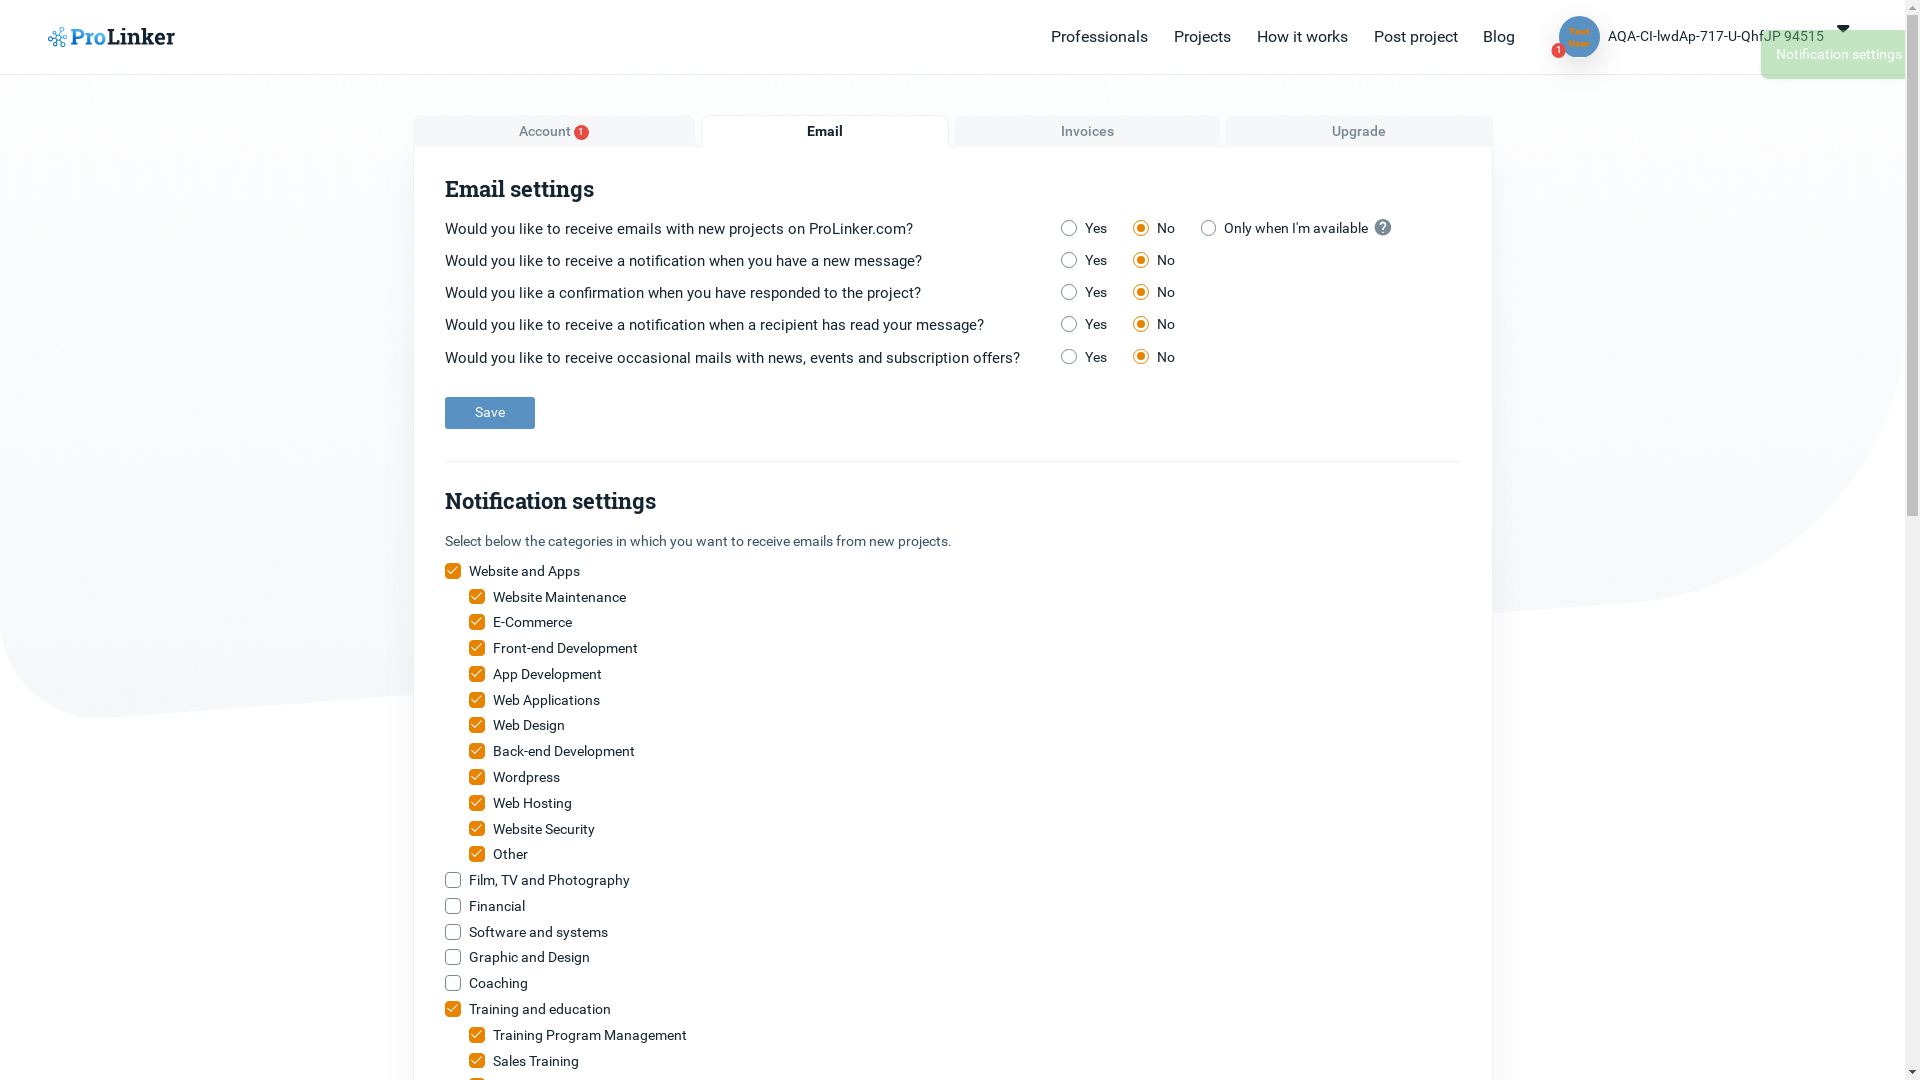 ProLinker
Professionals
Projects
How it works
Post project
Blog
Test
User
1
AQA-CI-lwdAp-717-U-QhfJP 94515
Notification settings
Account 1
Email
Invoices
Upgrade
Email settings
Would you like to receive emails with new projects on ProLinker.com? Yes No Only when I'm available ?
Would you like to receive a notification when you have a new message? Yes No
Would you like a confirmation when you have responded to the project? Yes No
Would you like to receive a notification when a recipient has read your message? Yes No
Would you like to receive occasional mails with news, events and subscription offers? Yes No
Save
Notification settings
Select below the categories in which you want to receive emails from new projects.
Website and Apps
Website Maintenance
E-Commerce
Front-end Development
App Development
Web Applications
Web Design
Back-end Development
Wordpress
Web Hosting
Website Security
Other
Film, TV and Photography
Financial
Software and systems
Graphic and Design
Coaching
Training and education
Training Program Management
Sales Training